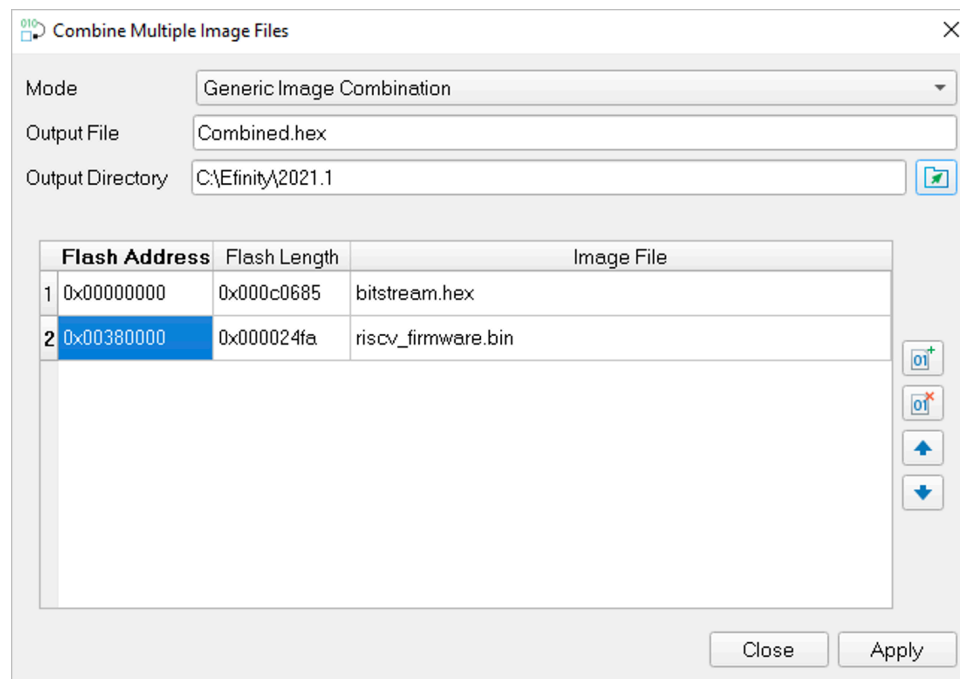 Combine Multiple Image Files
Mode Generic Image Combination
Output File Combined.hex
Output Directory C:\Efinity\2021.1
Flash Address Flash Length Image File
1 0x00000000 0x000c0685 bitstream.hex
2 0x00380000 0x000024fa riscv_firmware.bin
Close Apply